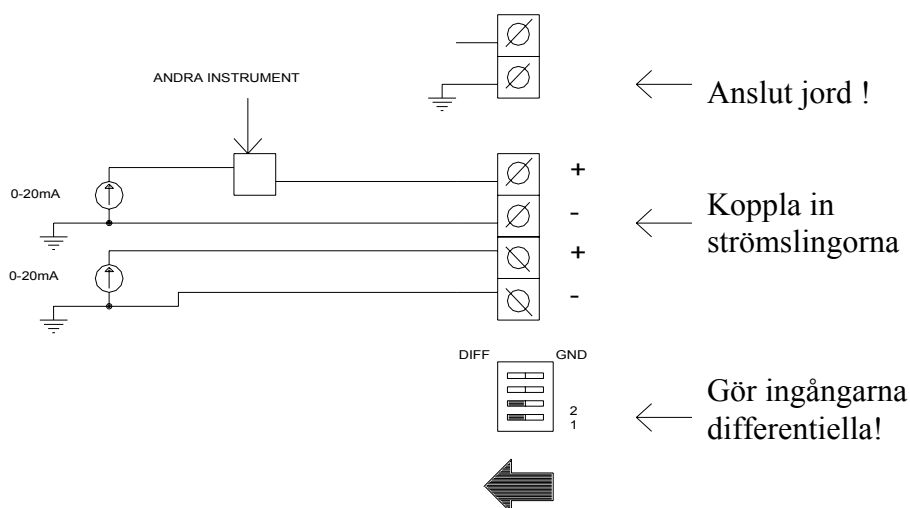 ANDRA INSTRUMENT
Anslut jord !
0-20mA
+
-
Koppla in
strömslingorna
0-20mA
+
-
DIFF GND
2
1
Gör ingångarna
differentiella!